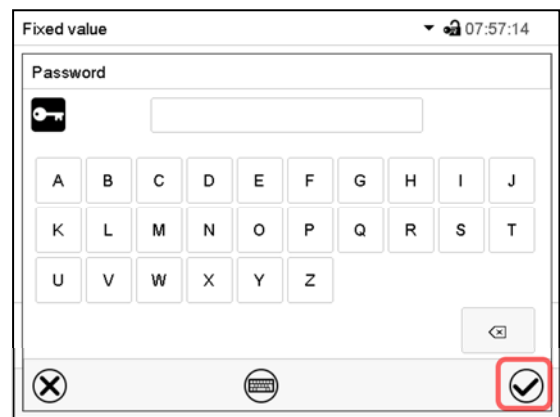 Fixed value 07:57:14
Password
A B C D E F G H I J
K L M N O P Q R S T
U V W X Y Z